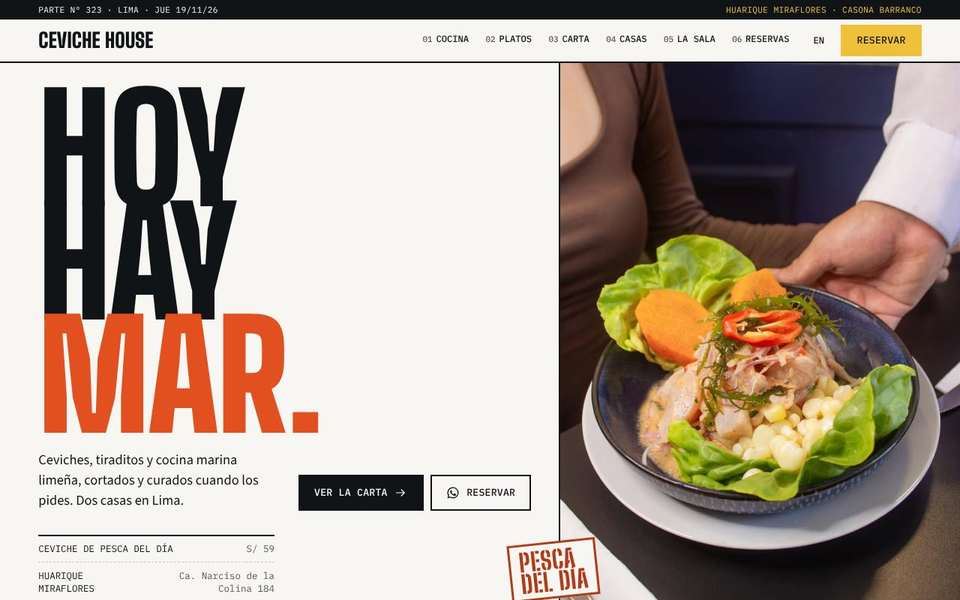 PARTE Nº 323 · LIMA · JUE 19/11/26
HUARIQUE MIRAFLORES · CASONA BARRANCO
CEVICHE HOUSE
01 COCINA
02 PLATOS
03 CARTA
04 CASAS
05 LA SALA
06 RESERVAS
EN
RESERVAR
HOY
HAY
MAR.
Ceviches, tiraditos y cocina marina
limeña, cortados y curados cuando los
pides. Dos casas en Lima.
VER LA CARTA →
RESERVAR
CEVICHE DE PESCA DEL DÍA
S/ 59
HUARIQUE
MIRAFLORES
Ca. Narciso de la
Colina 184
PESCA
DEL DÍA